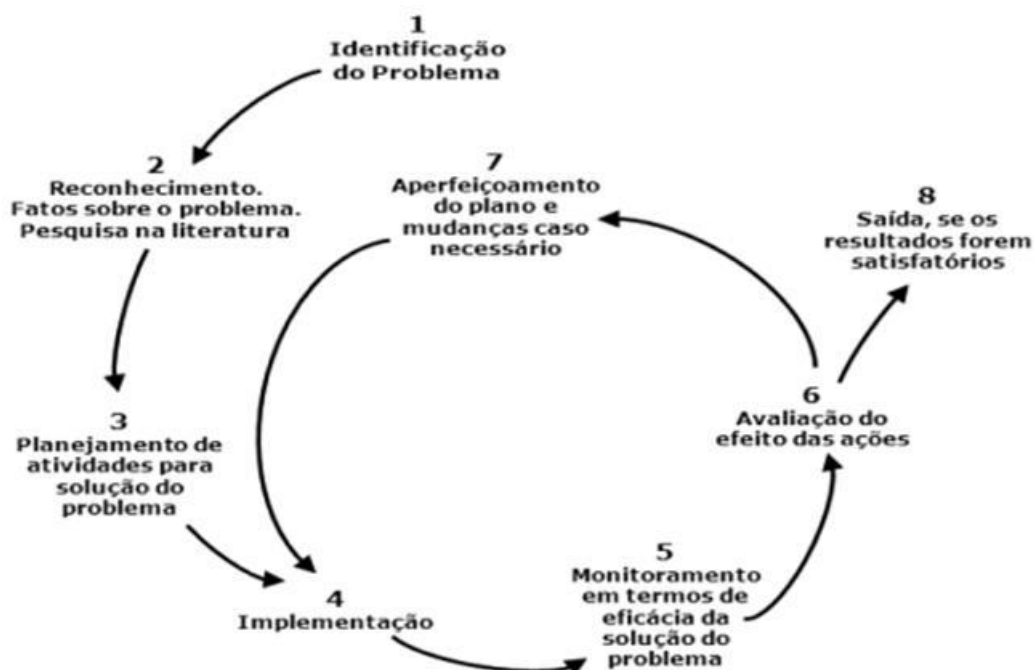 1
Identificação
do Problema
2
Reconhecimento.
Fatos sobre o problema.
Pesquisa na literatura
3
Planejamento de
atividades para
solução do
problema
4
Implementação
5
Monitoramento
em termos de
eficácia da
solução do
problema
6
Avaliação do
efeito das ações
7
Aperfeiçoamento
do plano e
mudanças caso
necessário
8
Saída, se os
resultados forem
satisfatórios